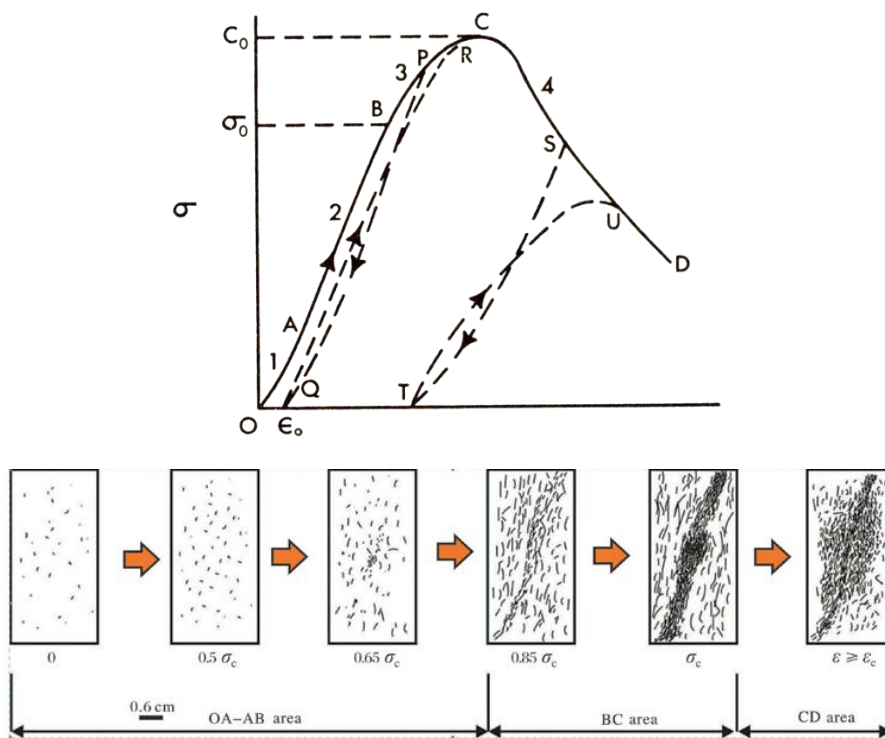 C
C₀
P
R
3
4
B
σ₀
S
2
σ
U
D
A
1
Q
T
O
ϵ₀
0
0.5 σc
0.65 σc
0.85 σc
σc
ε ⩾ εc
0.6 cm
OA-AB area
BC area
CD area